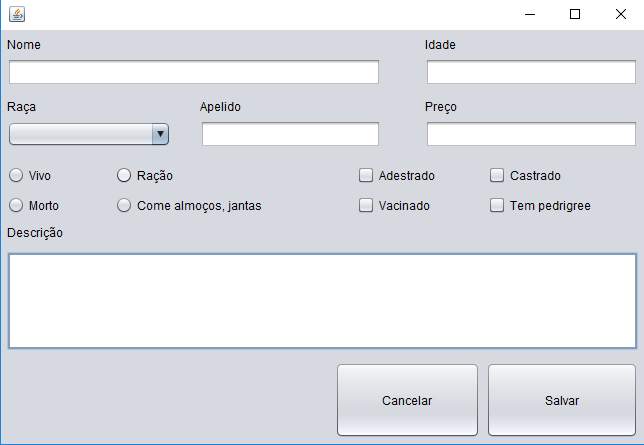 Nome Idade
Raça Apelido Preço
Vivo Ração Adestrado Castrado
Morto Come almoços, jantas Vacinado Tem pedrigree
Descrição
Cancelar Salvar